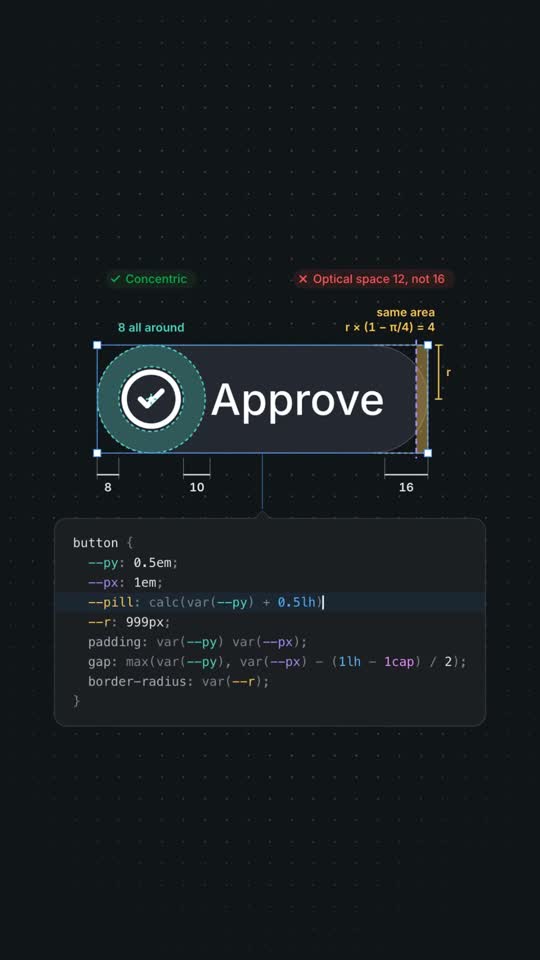 Concentric
Optical space 12, not 16
same area
8 all around
r × (1 − π/4) = 4
r
Approve
8
10
16
button {
--py: 0.5em;
--px: 1em;
--pill: calc(var(--py) + 0.5lh)
--r: 999px;
padding: var(--py) var(--px);
gap: max(var(--py), var(--px) − (1lh − 1cap) / 2);
border-radius: var(--r);
}